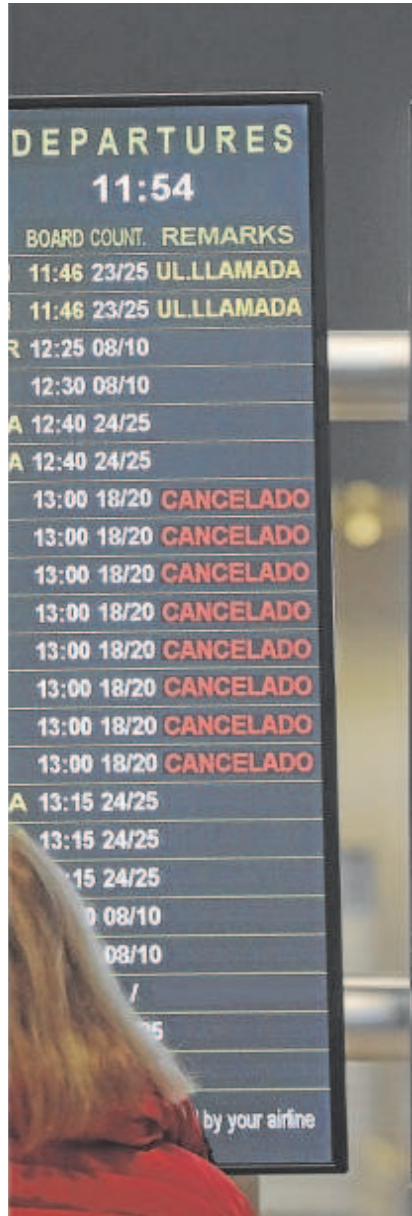 DEPARTURES
11:54
BOARD COUNT. REMARKS
11:46 23/25 UL.LLAMADA
11:46 23/25 UL.LLAMADA
R 12:25 08/10
12:30 08/10
A 12:40 24/25
A 12:40 24/25
13:00 18/20 CANCELADO
13:00 18/20 CANCELADO
13:00 18/20 CANCELADO
13:00 18/20 CANCELADO
13:00 18/20 CANCELADO
13:00 18/20 CANCELADO
13:00 18/20 CANCELADO
13:00 18/20 CANCELADO
A 13:15 24/25
13:15 24/25
:15 24/25
0 08/10
08/10
/
5
by your airline